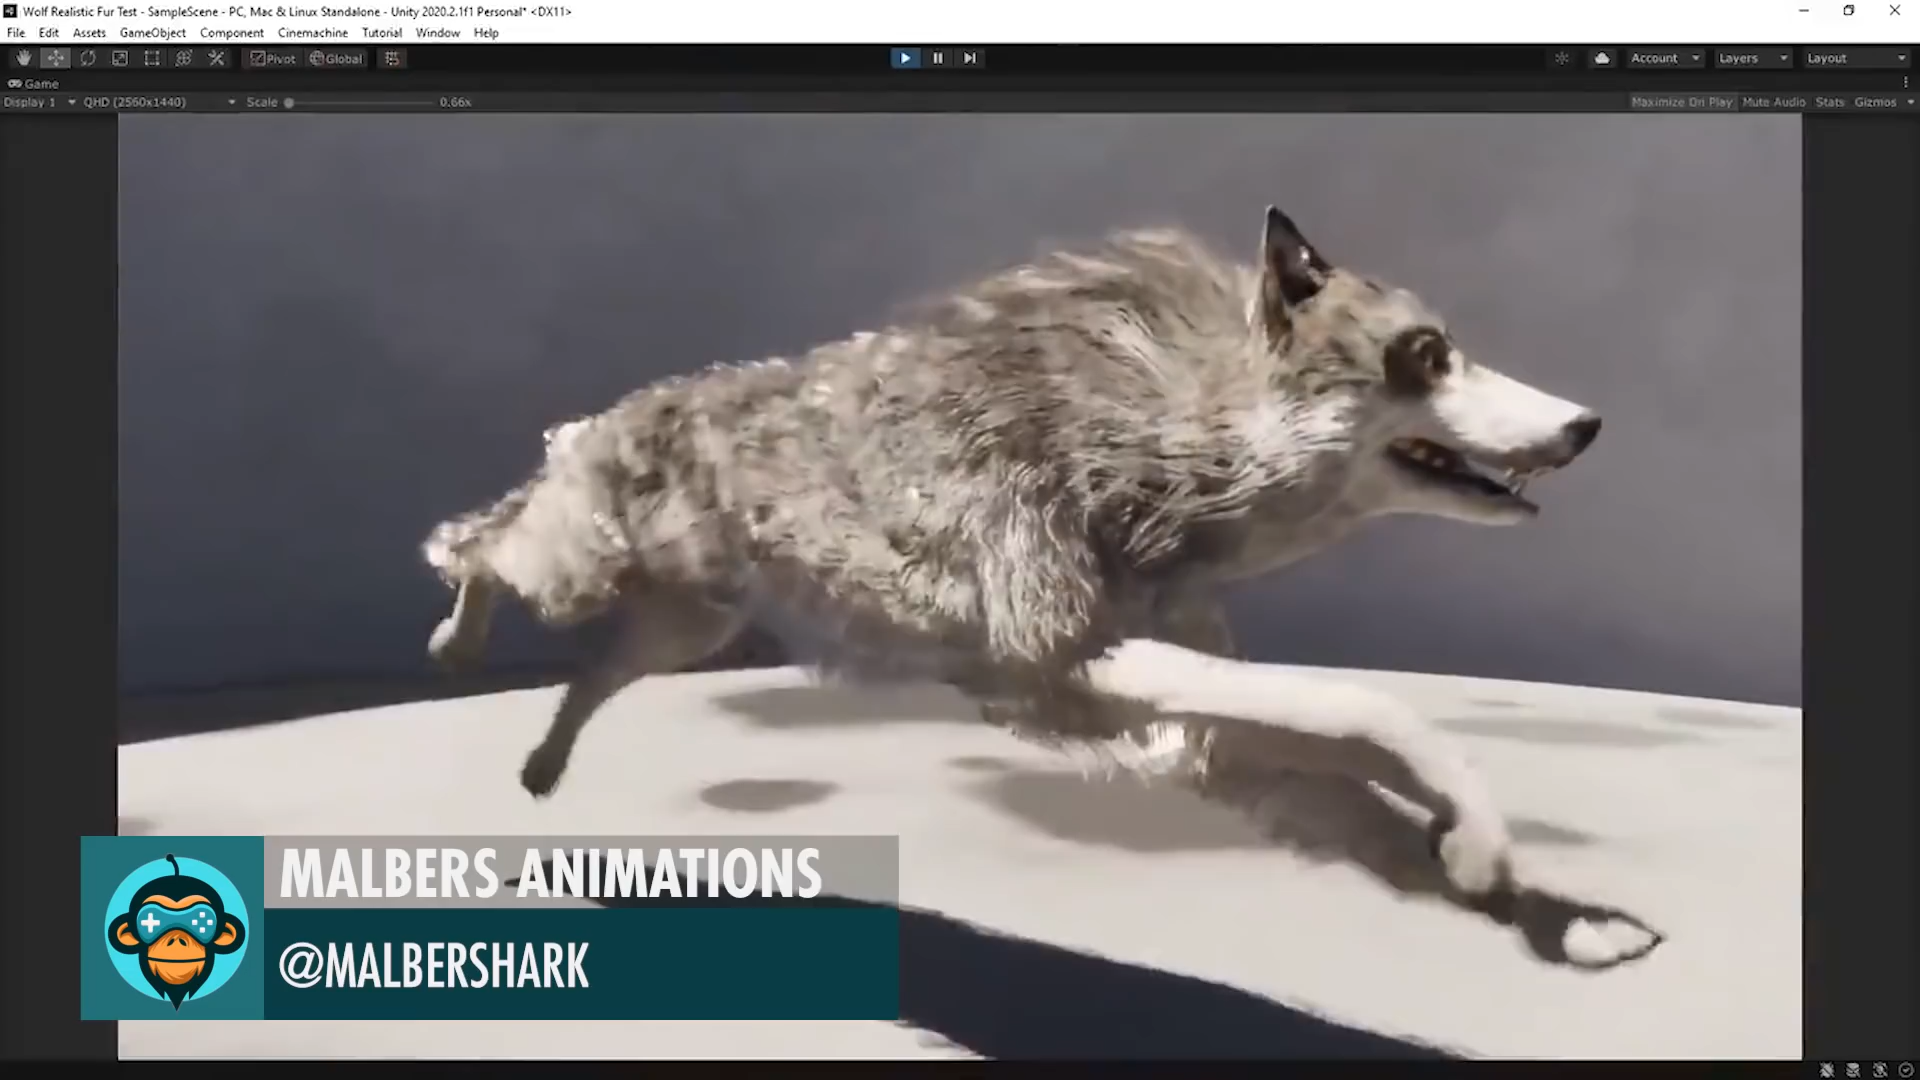 Wolf Realistic Fur Test - SampleScene - PC, Mac & Linux Standalone - Unity 2020.2.1f1 Personal* <DX11>
File Edit Assets GameObject Component Cinemachine Tutorial Window Help
Pivot Global Account Layers Layout
Game
Display 1 QHD (2560x1440) Scale 0.66x Maximize On Play Mute Audio Stats Gizmos
MALBERS ANIMATIONS
@MALBERSHARK